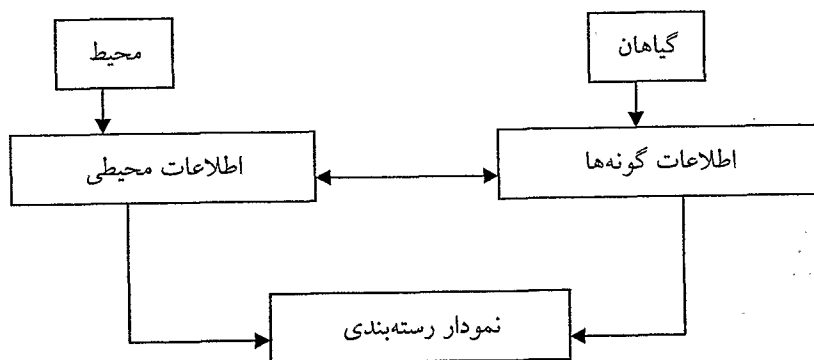 گیاهان
محیط
اطلاعات گونه‌ها
اطلاعات محیطی
نمودار رسته‌بندی